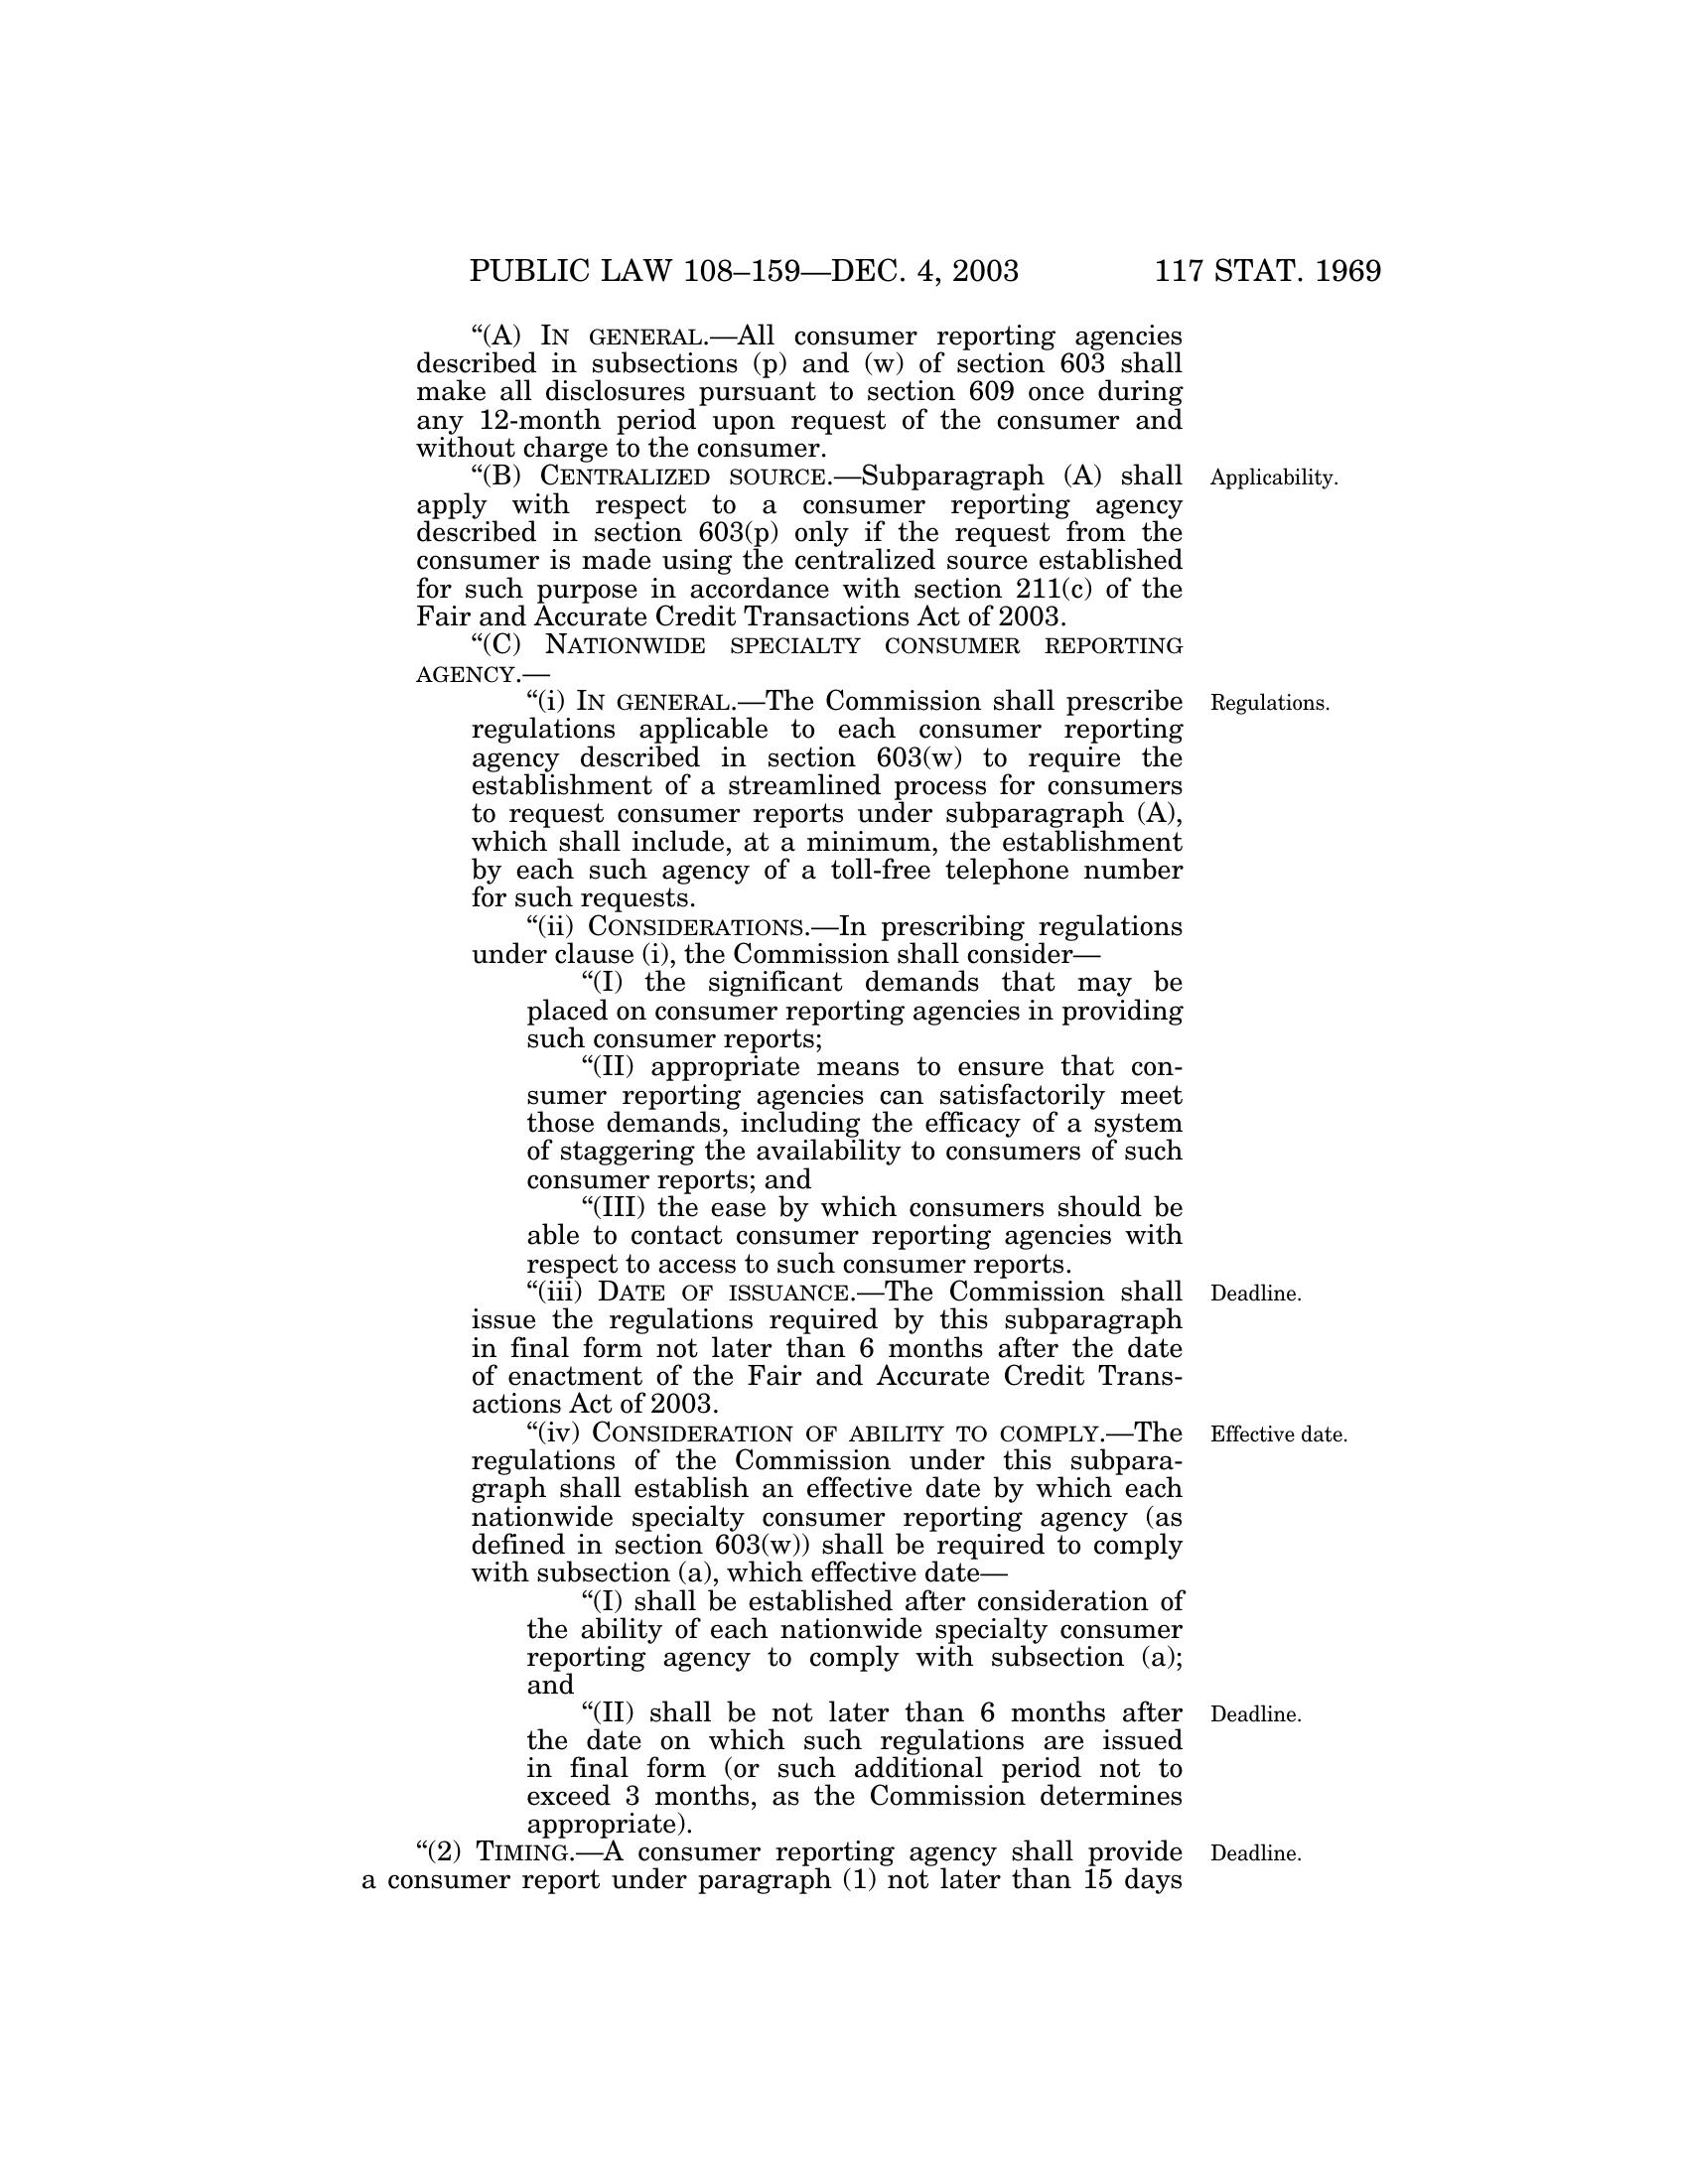 PUBLIC LAW 108–159—DEC. 4, 2003 117 STAT. 1969
“(A) IN GENERAL.—All consumer reporting agencies
described in subsections (p) and (w) of section 603 shall
make all disclosures pursuant to section 609 once during
any 12-month period upon request of the consumer and
without charge to the consumer.
“(B) CENTRALIZED SOURCE.—Subparagraph (A) shall Applicability.
apply with respect to a consumer reporting agency
described in section 603(p) only if the request from the
consumer is made using the centralized source established
for such purpose in accordance with section 211(c) of the
Fair and Accurate Credit Transactions Act of 2003.
“(C) NATIONWIDE SPECIALTY CONSUMER REPORTING
AGENCY.—
“(i) IN GENERAL.—The Commission shall prescribe Regulations.
regulations applicable to each consumer reporting
agency described in section 603(w) to require the
establishment of a streamlined process for consumers
to request consumer reports under subparagraph (A),
which shall include, at a minimum, the establishment
by each such agency of a toll-free telephone number
for such requests.
“(ii) CONSIDERATIONS.—In prescribing regulations
under clause (i), the Commission shall consider—
“(I) the significant demands that may be
placed on consumer reporting agencies in providing
such consumer reports;
“(II) appropriate means to ensure that con-
sumer reporting agencies can satisfactorily meet
those demands, including the efficacy of a system
of staggering the availability to consumers of such
consumer reports; and
“(III) the ease by which consumers should be
able to contact consumer reporting agencies with
respect to access to such consumer reports.
“(iii) DATE OF ISSUANCE.—The Commission shall Deadline.
issue the regulations required by this subparagraph
in final form not later than 6 months after the date
of enactment of the Fair and Accurate Credit Trans-
actions Act of 2003.
“(iv) CONSIDERATION OF ABILITY TO COMPLY.—The Effective date.
regulations of the Commission under this subpara-
graph shall establish an effective date by which each
nationwide specialty consumer reporting agency (as
defined in section 603(w)) shall be required to comply
with subsection (a), which effective date—
“(I) shall be established after consideration of
the ability of each nationwide specialty consumer
reporting agency to comply with subsection (a);
and
“(II) shall be not later than 6 months after Deadline.
the date on which such regulations are issued
in final form (or such additional period not to
exceed 3 months, as the Commission determines
appropriate).
“(2) TIMING.—A consumer reporting agency shall provide Deadline.
a consumer report under paragraph (1) not later than 15 days